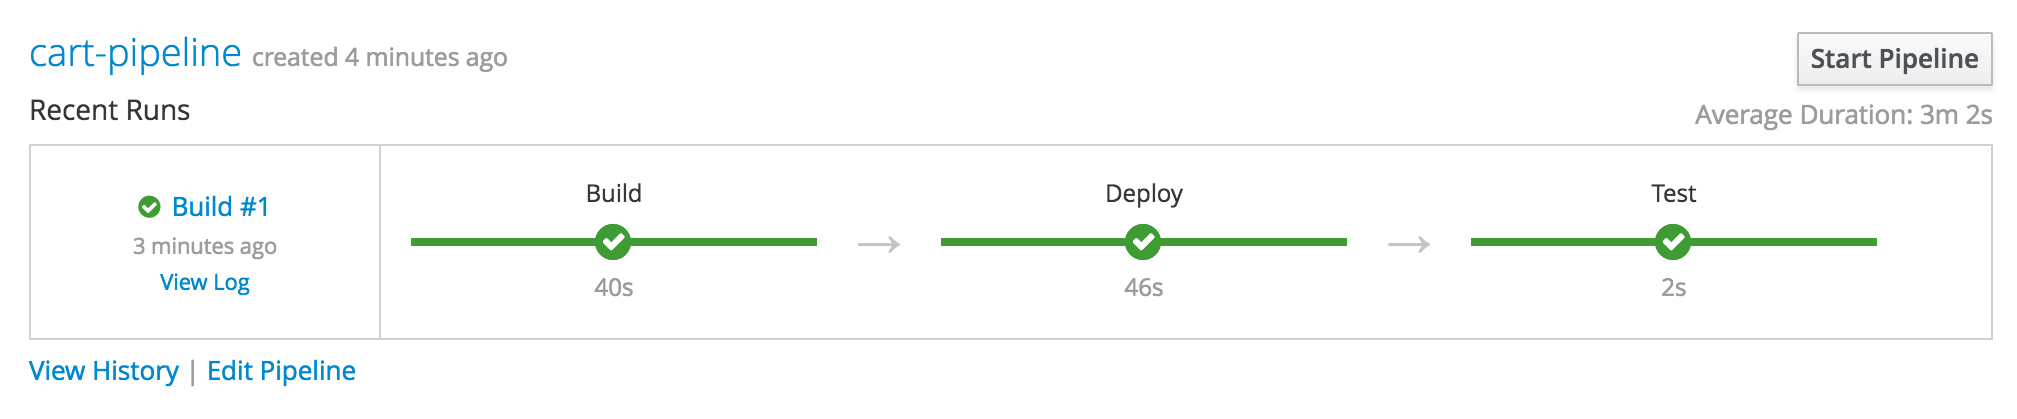 cart-pipeline created 4 minutes ago
Start Pipeline
Recent Runs
Average Duration: 3m 2s
Build #1
3 minutes ago
View Log
Build
40s
Deploy
46s
Test
2s
View History | Edit Pipeline